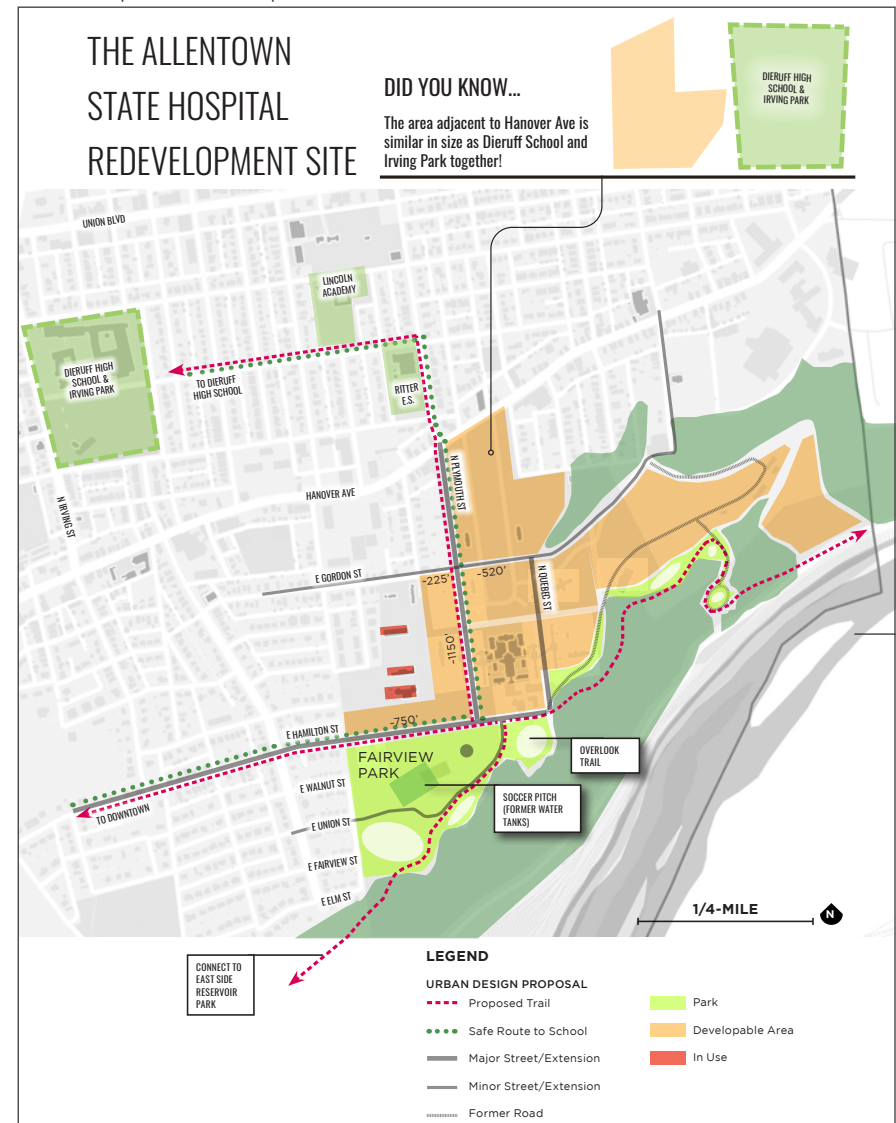 THE ALLENTOWN
STATE HOSPITAL
REDEVELOPMENT SITE
DID YOU KNOW...
The area adjacent to Hanover Ave is
similar in size as Dieruff School and
Irving Park together!
DIERUFF HIGH
SCHOOL &
IRVING PARK
UNION BLVD
LINCOLN
ACADEMY
DIERUFF HIGH
SCHOOL &
IRVING PARK
TO DIERUFF
HIGH SCHOOL
RITTER
E.S.
N IRVING ST
HANOVER AVE
N PLYMOUTH ST
E GORDON ST
~225'
~520'
N QUEBEC ST
~1150'
~750'
E HAMILTON ST
FAIRVIEW
PARK
OVERLOOK
TRAIL
E WALNUT ST
SOCCER PITCH
(FORMER WATER
TANKS)
TO DOWNTOWN
E UNION ST
E FAIRVIEW ST
E ELM ST
1/4-MILE
N
CONNECT TO
EAST SIDE
RESERVOIR
PARK
LEGEND
URBAN DESIGN PROPOSAL
Proposed Trail
Safe Route to School
Major Street/Extension
Minor Street/Extension
Former Road
Park
Developable Area
In Use